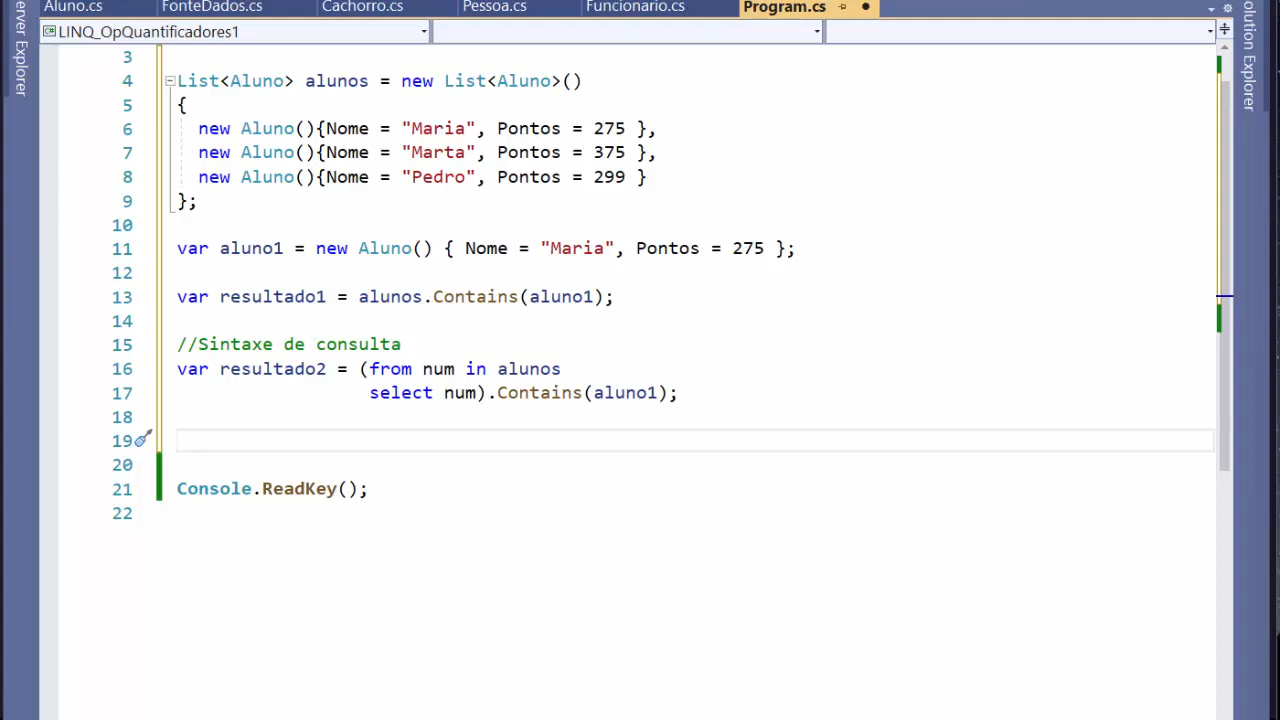 Aluno.cs FonteDados.cs Cachorro.cs Pessoa.cs Funcionario.cs Program.cs
LINQ_OpQuantificadores1
erver Explorer
olution Explorer
3
4 List<Aluno> alunos = new List<Aluno>()
5 {
6 new Aluno(){Nome = "Maria", Pontos = 275 },
7 new Aluno(){Nome = "Marta", Pontos = 375 },
8 new Aluno(){Nome = "Pedro", Pontos = 299 }
9 };
10
11 var aluno1 = new Aluno() { Nome = "Maria", Pontos = 275 };
12
13 var resultado1 = alunos.Contains(aluno1);
14
15 //Sintaxe de consulta
16 var resultado2 = (from num in alunos
17 select num).Contains(aluno1);
18
19
20
21 Console.ReadKey();
22